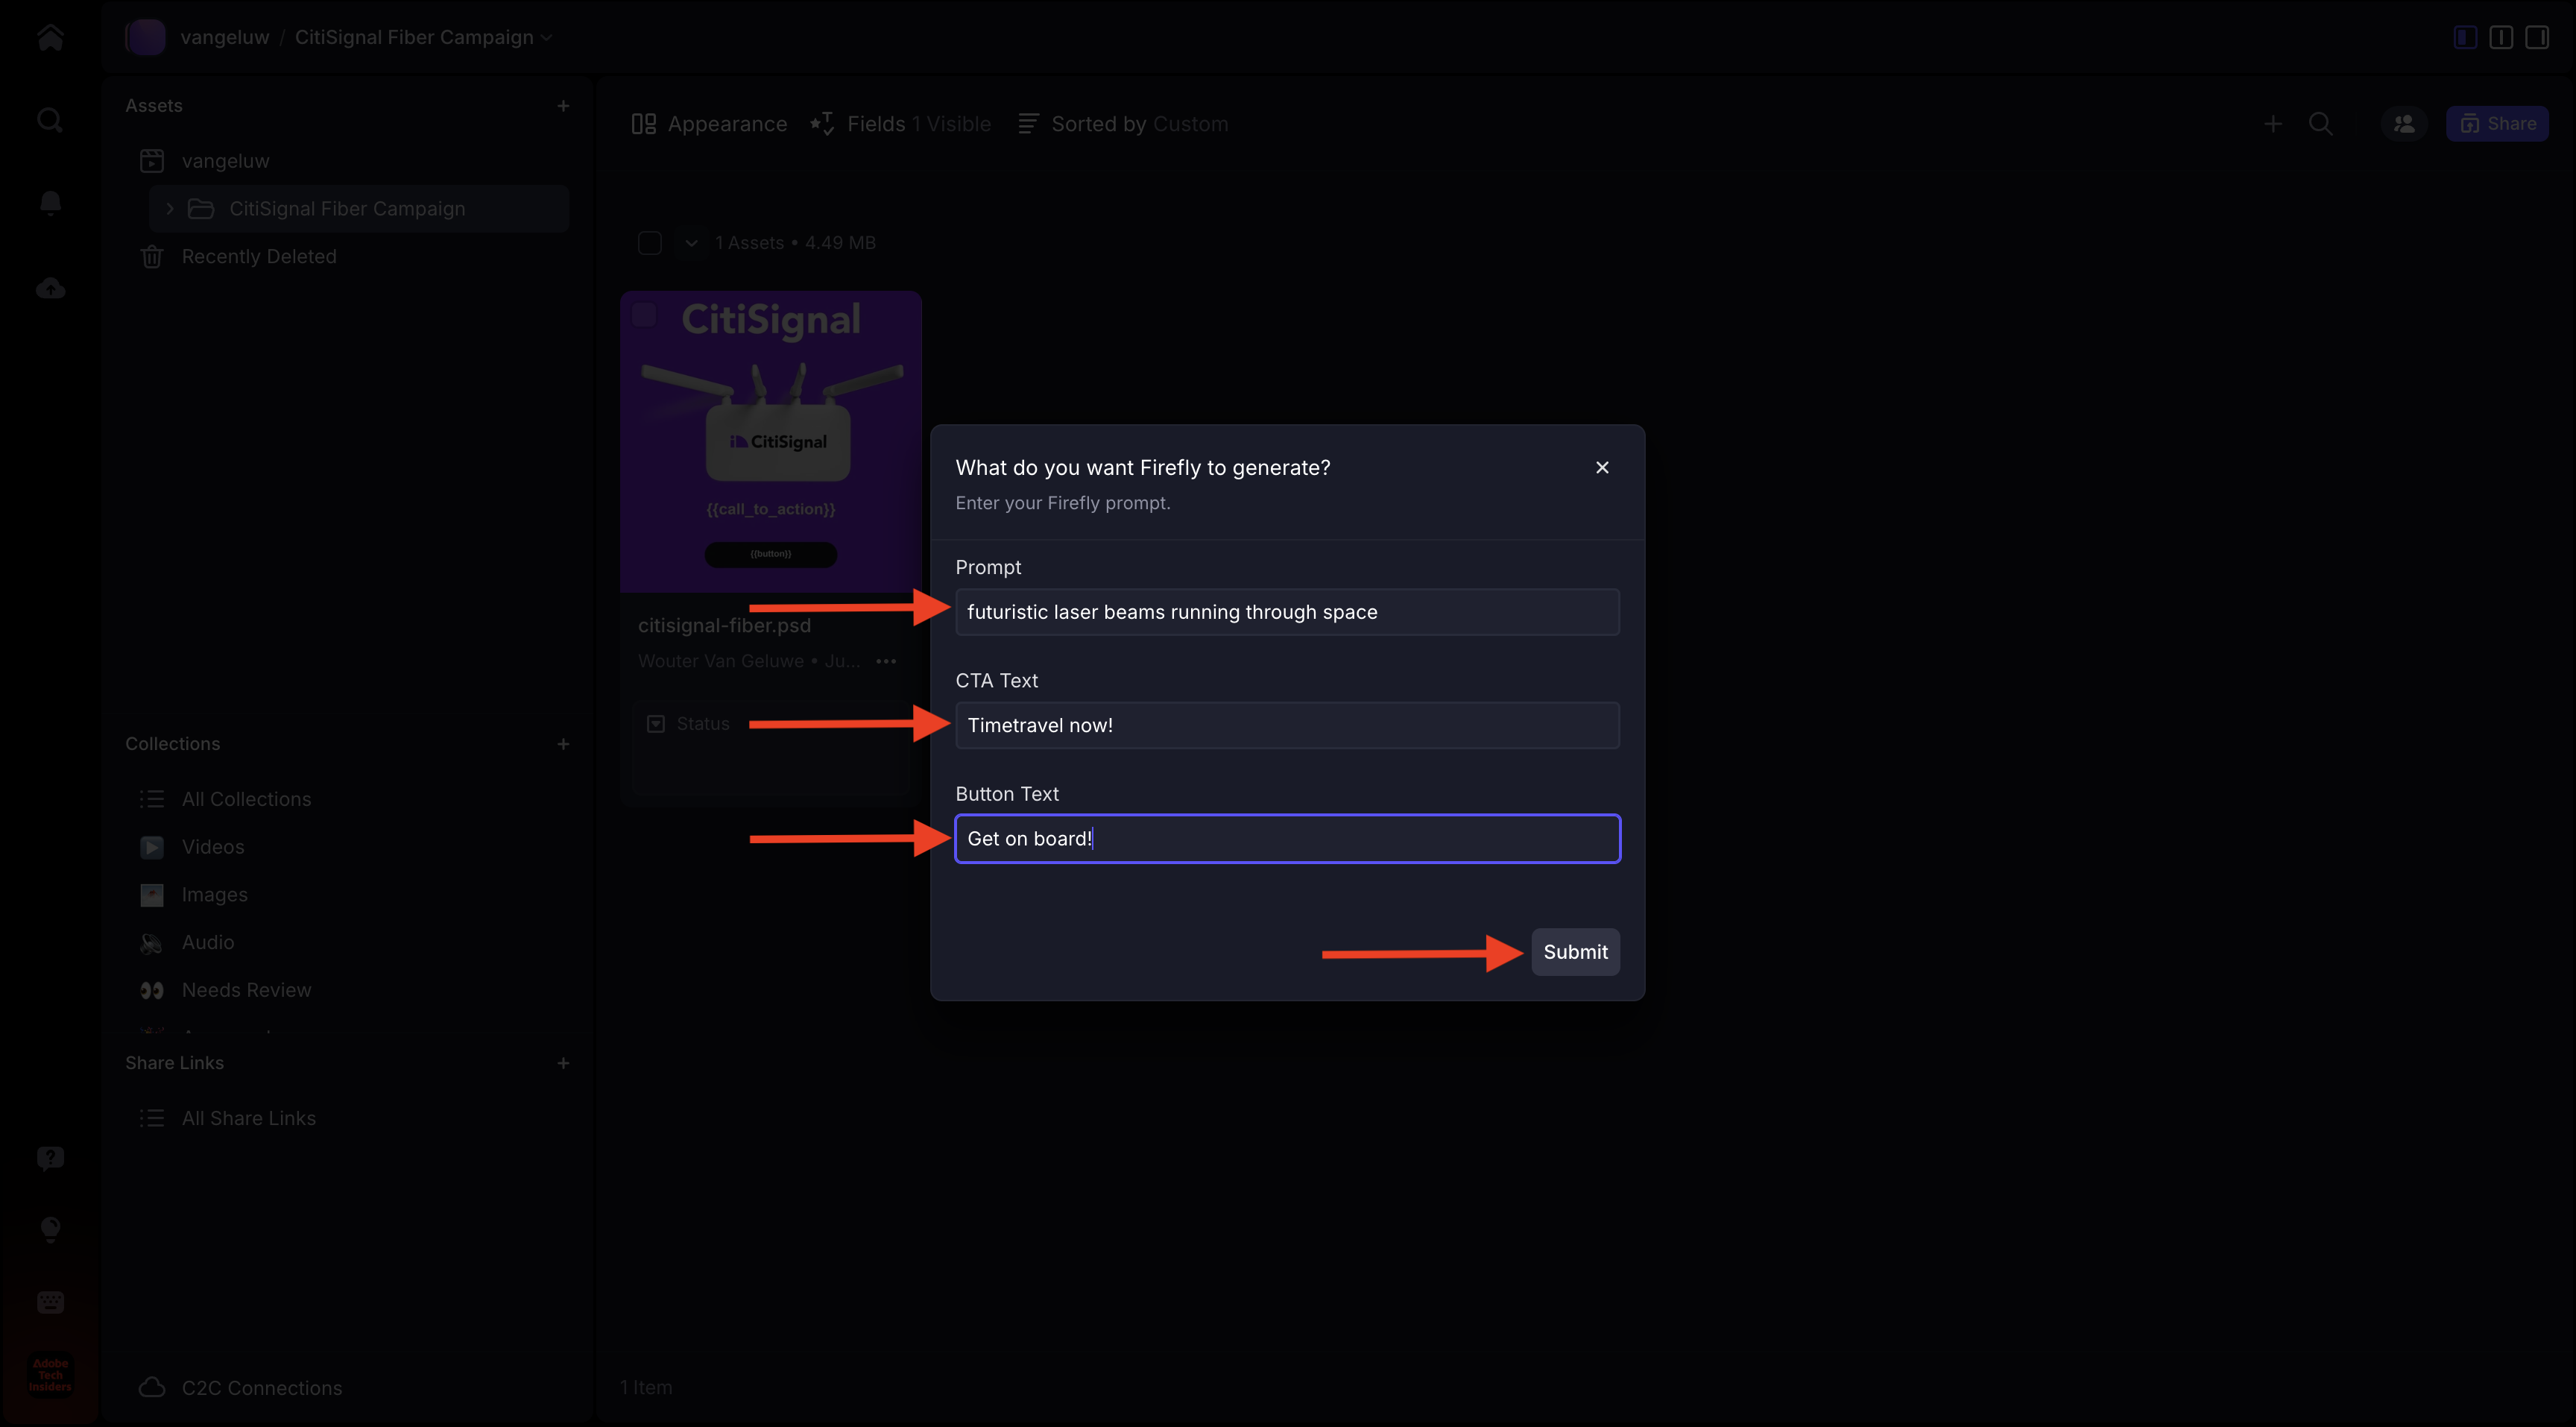 vangeluw / CitiSignal Fiber Campaign
Assets
vangeluw
CitiSignal Fiber Campaign
Recently Deleted
Collections
All Collections
Videos
Images
Audio
Needs Review
Share Links
All Share Links
C2C Connections
Adobe
Tech
Insiders
Appearance
Fields 1 Visible
Sorted by Custom
Share
1 Assets • 4.49 MB
CitiSignal
CitiSignal
{{call_to_action}}
{{button}}
citisignal-fiber.psd
Wouter Van Geluwe • Ju...
Status
1 Item
What do you want Firefly to generate?
Enter your Firefly prompt.
Prompt
futuristic laser beams running through space
CTA Text
Timetravel now!
Button Text
Get on board!
Submit